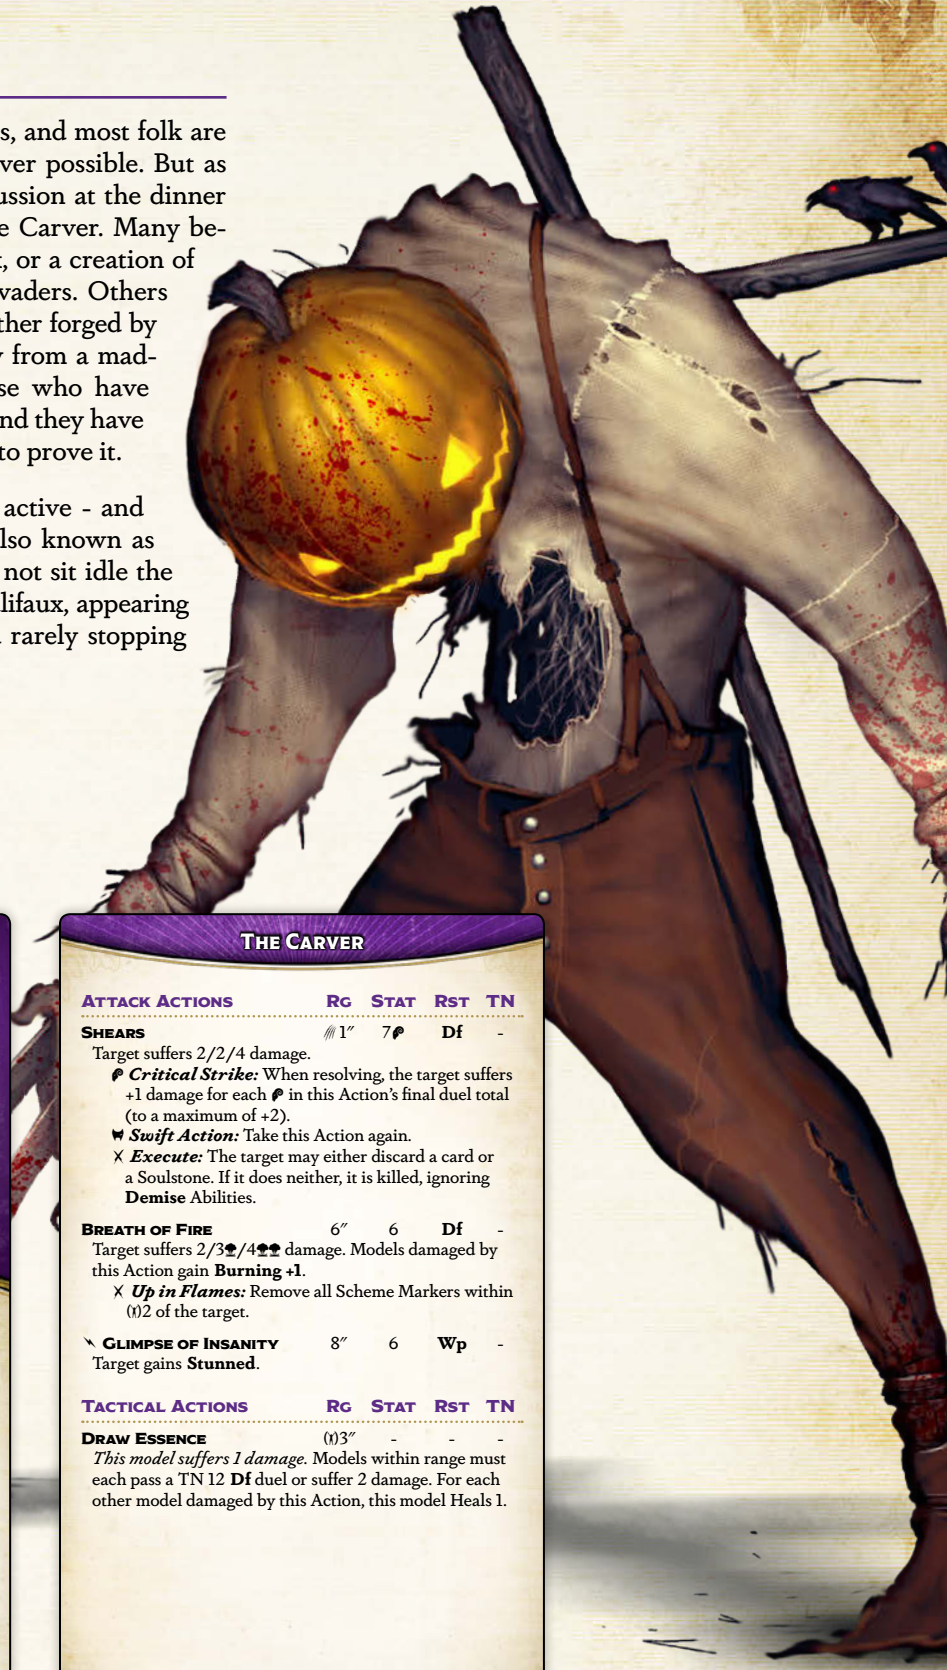 s, and most folk are
ver possible. But as
ussion at the dinner
e Carver. Many be-
, or a creation of
vaders. Others
ther forged by
from a mad-
se who have
nd they have
to prove it.
active - and
lso known as
not sit idle the
lifaux, appearing
rarely stopping
The Carver
Attack Actions Rg Stat Rst TN
Shears 1″ 7 Df -
Target suffers 2/2/4 damage.
Critical Strike: When resolving, the target suffers
+1 damage for each in this Action's final duel total
(to a maximum of +2).
Swift Action: Take this Action again.
Execute: The target may either discard a card or
a Soulstone. If it does neither, it is killed, ignoring
Demise Abilities.
Breath of Fire 6″ 6 Df -
Target suffers 2/3/4 damage. Models damaged by
this Action gain Burning +1.
Up in Flames: Remove all Scheme Markers within
2 of the target.
Glimpse of Insanity 8″ 6 Wp -
Target gains Stunned.
Tactical Actions Rg Stat Rst TN
Draw Essence 3″ - - -
This model suffers 1 damage. Models within range must
each pass a TN 12 Df duel or suffer 2 damage. For each
other model damaged by this Action, this model Heals 1.